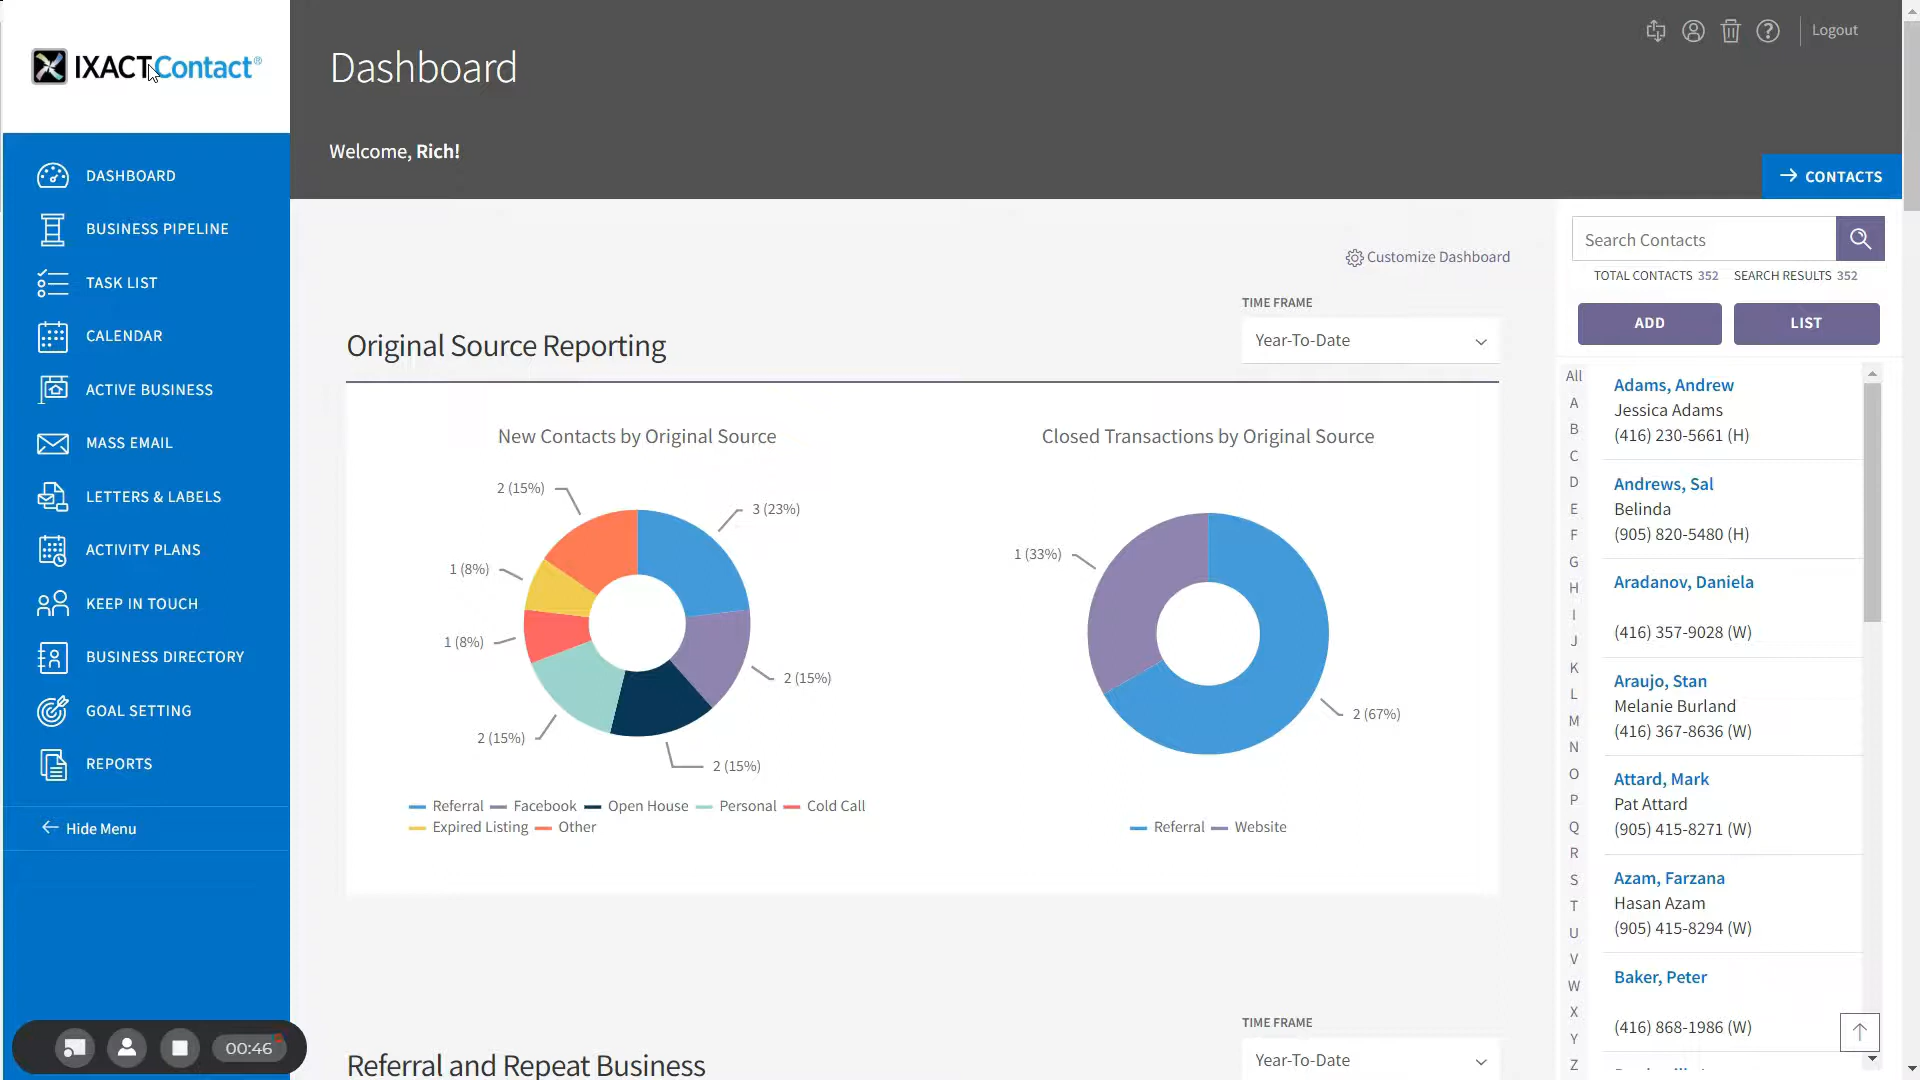 IXACTContact®
Dashboard
Logout
Welcome, Rich!
CONTACTS
DASHBOARD
BUSINESS PIPELINE
TASK LIST
CALENDAR
ACTIVE BUSINESS
MASS EMAIL
LETTERS & LABELS
ACTIVITY PLANS
KEEP IN TOUCH
BUSINESS DIRECTORY
GOAL SETTING
REPORTS
Hide Menu
00:46
Customize Dashboard
TIME FRAME
Year-To-Date
Original Source Reporting
New Contacts by Original Source
2 (15%)
3 (23%)
1 (8%)
1 (8%)
2 (15%)
2 (15%)
2 (15%)
Referral Facebook Open House Personal Cold Call
Expired Listing Other
Closed Transactions by Original Source
1 (33%)
2 (67%)
Referral Website
TIME FRAME
Year-To-Date
Referral and Repeat Business
Search Contacts
TOTAL CONTACTS 352 SEARCH RESULTS 352
ADD
LIST
All
A
B
C
D
E
F
G
H
I
J
K
L
M
N
O
P
Q
R
S
T
U
V
W
X
Y
Z
Adams, Andrew
Jessica Adams
(416) 230-5661 (H)
Andrews, Sal
Belinda
(905) 820-5480 (H)
Aradanov, Daniela
(416) 357-9028 (W)
Araujo, Stan
Melanie Burland
(416) 367-8636 (W)
Attard, Mark
Pat Attard
(905) 415-8271 (W)
Azam, Farzana
Hasan Azam
(905) 415-8294 (W)
Baker, Peter
(416) 868-1986 (W)